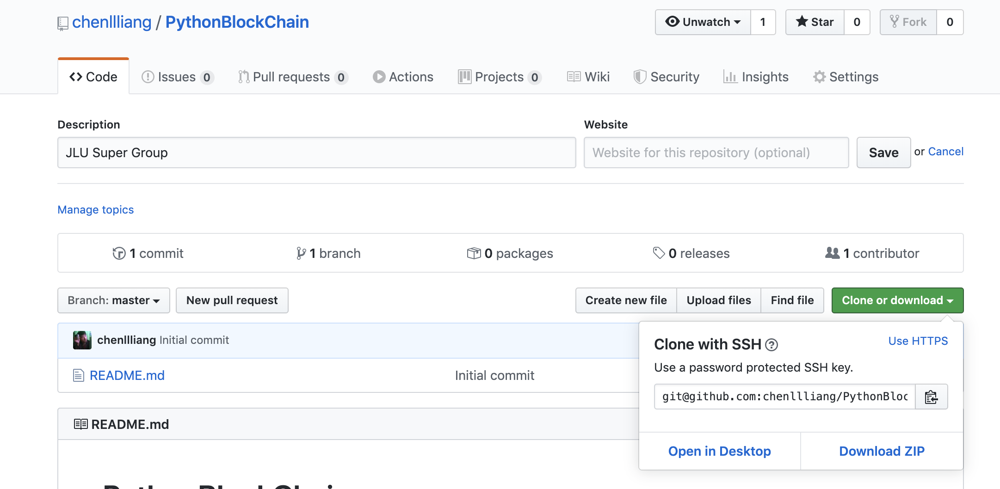 chenllliang / PythonBlockChain
Unwatch 1 Star 0 Fork 0
Code Issues 0 Pull requests 0 Actions Projects 0 Wiki Security Insights Settings
Description Website
JLU Super Group Website for this repository (optional) Save or Cancel
Manage topics
1 commit 1 branch 0 packages 0 releases 1 contributor
Branch: master New pull request Create new file Upload files Find file Clone or download
chenllliang Initial commit
README.md Initial commit
README.md
Clone with SSH ? Use HTTPS
Use a password protected SSH key.
git@github.com:chenllliang/PythonBloc
Open in Desktop Download ZIP